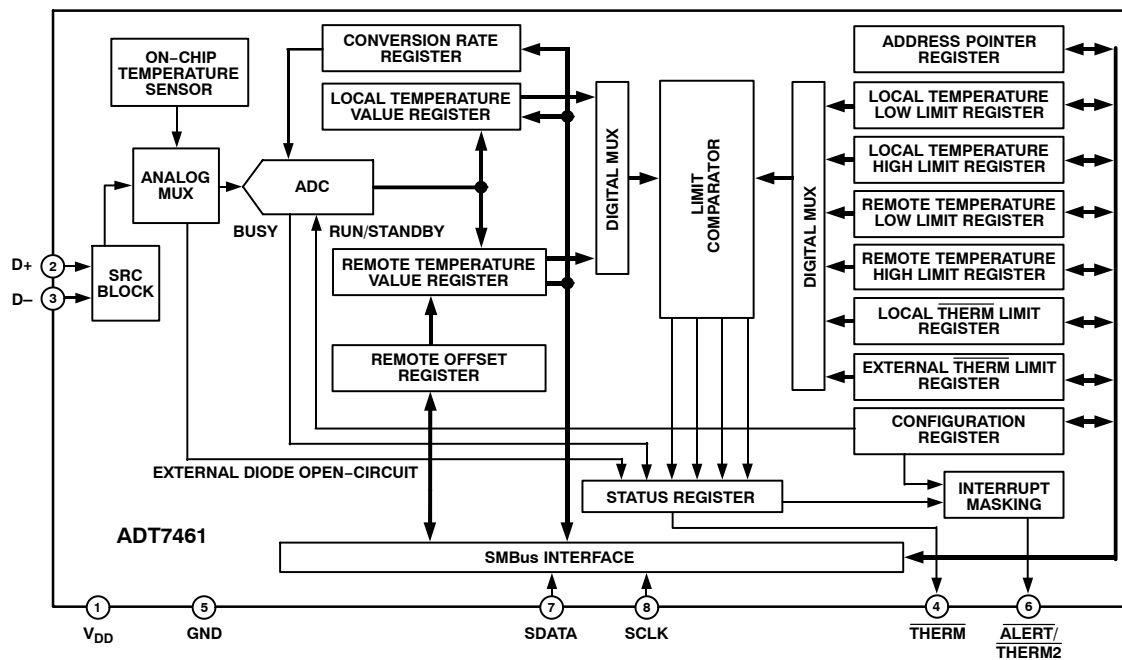 ON–CHIP
TEMPERATURE
SENSOR
CONVERSION RATE
REGISTER
LOCAL TEMPERATURE
VALUE REGISTER
ANALOG
MUX
ADC
BUSY
RUN/STANDBY
SRC
BLOCK
D+
2
D–
3
REMOTE TEMPERATURE
VALUE REGISTER
REMOTE OFFSET
REGISTER
DIGITAL MUX
LIMIT
COMPARATOR
DIGITAL MUX
ADDRESS POINTER
REGISTER
LOCAL TEMPERATURE
LOW LIMIT REGISTER
LOCAL TEMPERATURE
HIGH LIMIT REGISTER
REMOTE TEMPERATURE
LOW LIMIT REGISTER
REMOTE TEMPERATURE
HIGH LIMIT REGISTER
LOCAL THERM LIMIT
REGISTER
EXTERNAL THERM LIMIT
REGISTER
CONFIGURATION
REGISTER
EXTERNAL DIODE OPEN–CIRCUIT
STATUS REGISTER
INTERRUPT
MASKING
ADT7461
SMBus INTERFACE
1
VDD
5
GND
7
SDATA
8
SCLK
4
THERM
6
ALERT/
THERM2